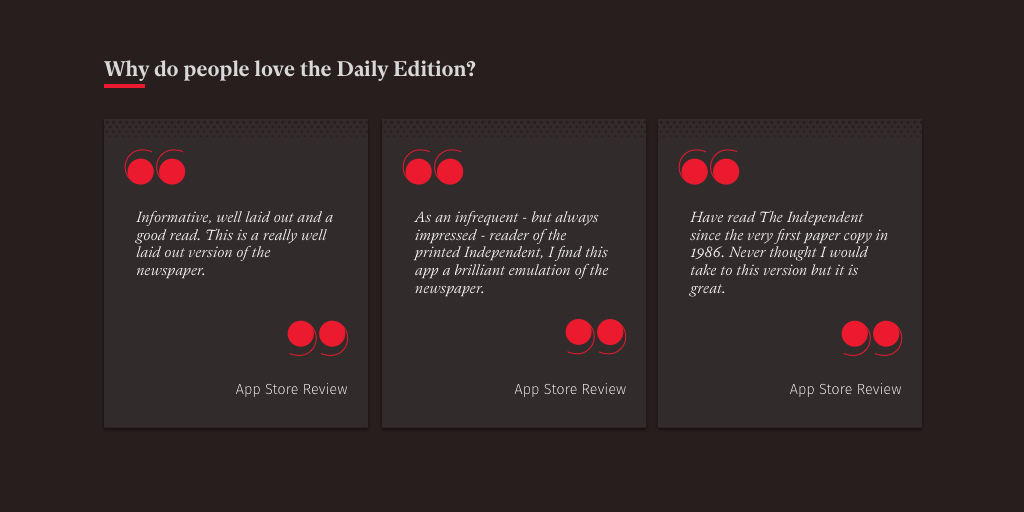 Why do people love the Daily Edition?
Informative, well laid out and a
good read. This is a really well
laid out version of the
newspaper.
App Store Review
As an infrequent - but always
impressed - reader of the
printed Independent, I find this
app a brilliant emulation of the
newspaper.
App Store Review
Have read The Independent
since the very first paper copy in
1986. Never thought I would
take to this version but it is
great.
App Store Review